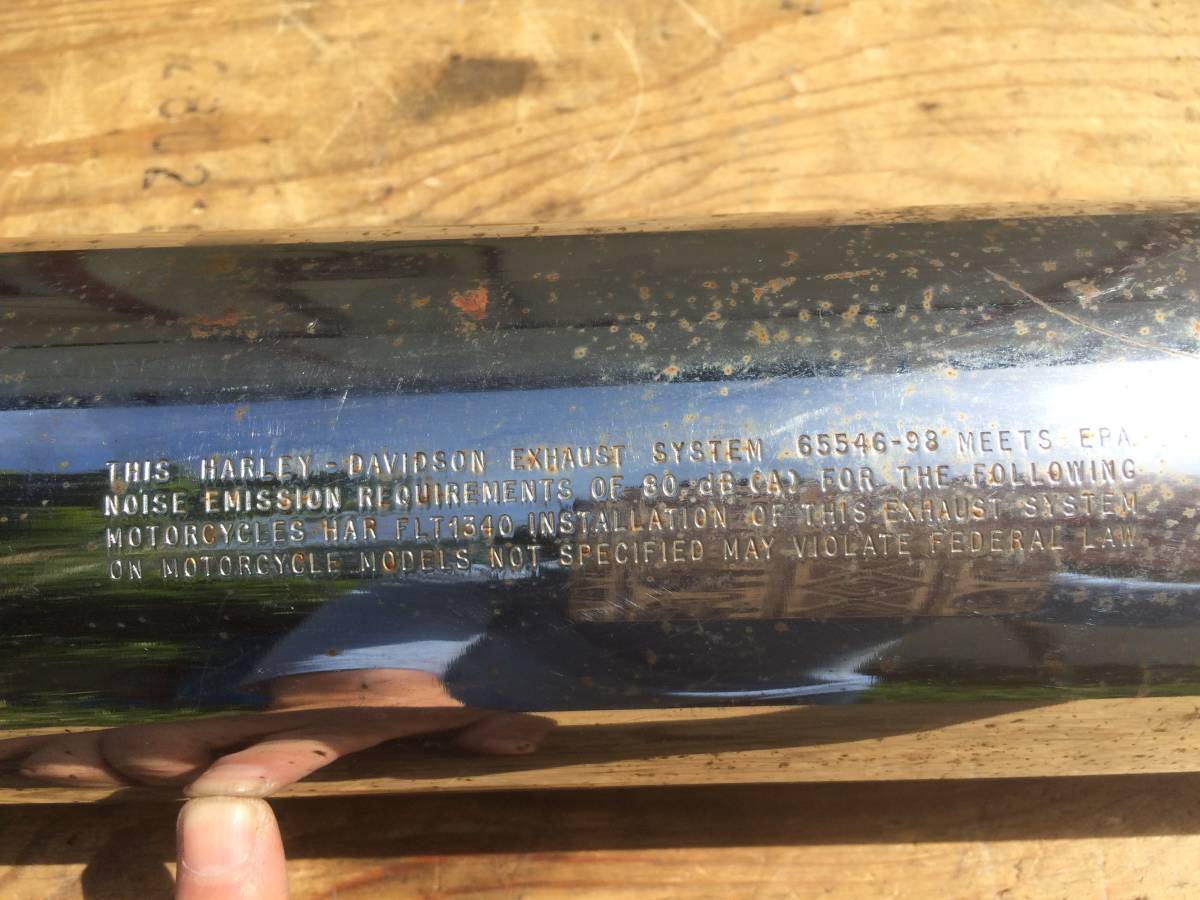 THIS HARLEY-DAVIDSON EXHAUST SYSTEM 65546-98 MEETS EPA
NOISE EMISSION REQUIREMENTS OF 80 dB (A) FOR THE FOLLOWING
MOTORCYCLES HAR FLT1340 INSTALLATION OF THIS EXHAUST SYSTEM
ON MOTORCYCLE MODELS NOT SPECIFIED MAY VIOLATE FEDERAL LAW